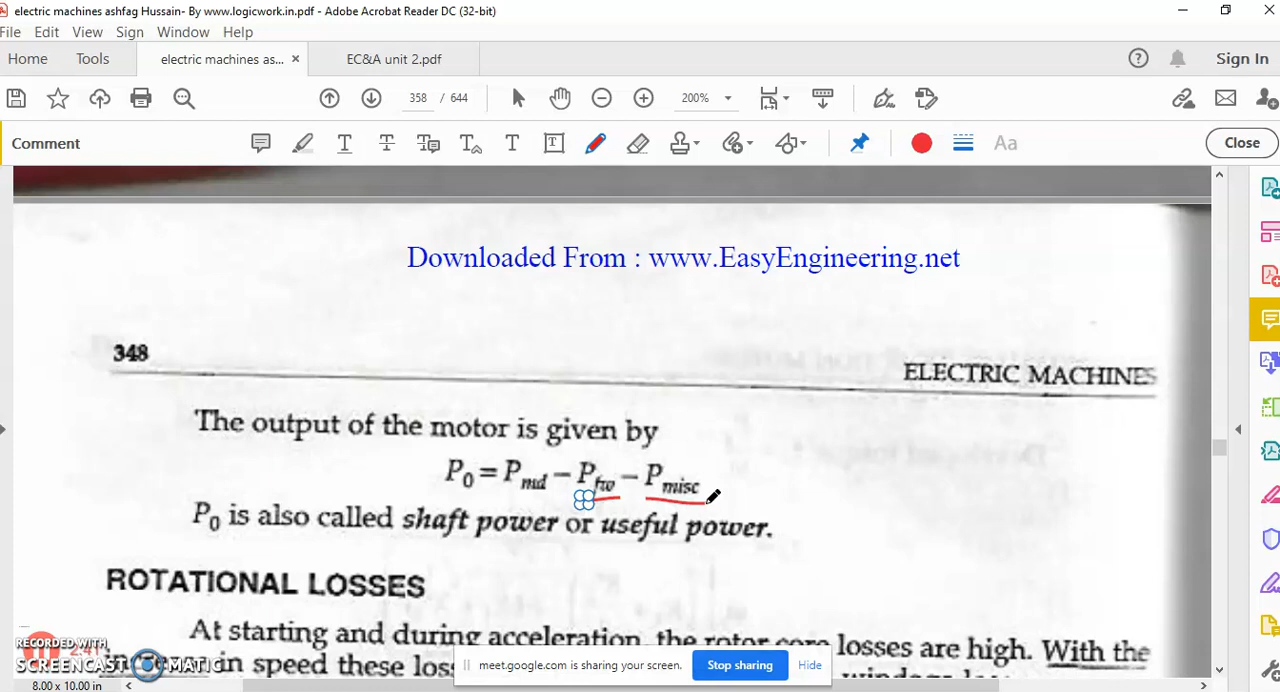 electric machines ashfag Hussain- By www.logicwork.in.pdf - Adobe Acrobat Reader DC (32-bit)
File Edit View Sign Window Help
Home Tools electric machines as... × EC&A unit 2.pdf Sign In
358 / 644 200%
Comment Close
Downloaded From : www.EasyEngineering.net
348 ELECTRIC MACHINES
The output of the motor is given by
P0 = Pmd − Pfw − Pmisc
P0 is also called shaft power or useful power.
ROTATIONAL LOSSES
At starting and during acceleration, the rotor core losses are high. With the
in speed these
RECORDED WITH
SCREENCAST-O-MATIC
2:41
meet.google.com is sharing your screen. Stop sharing Hide
8.00 x 10.00 in